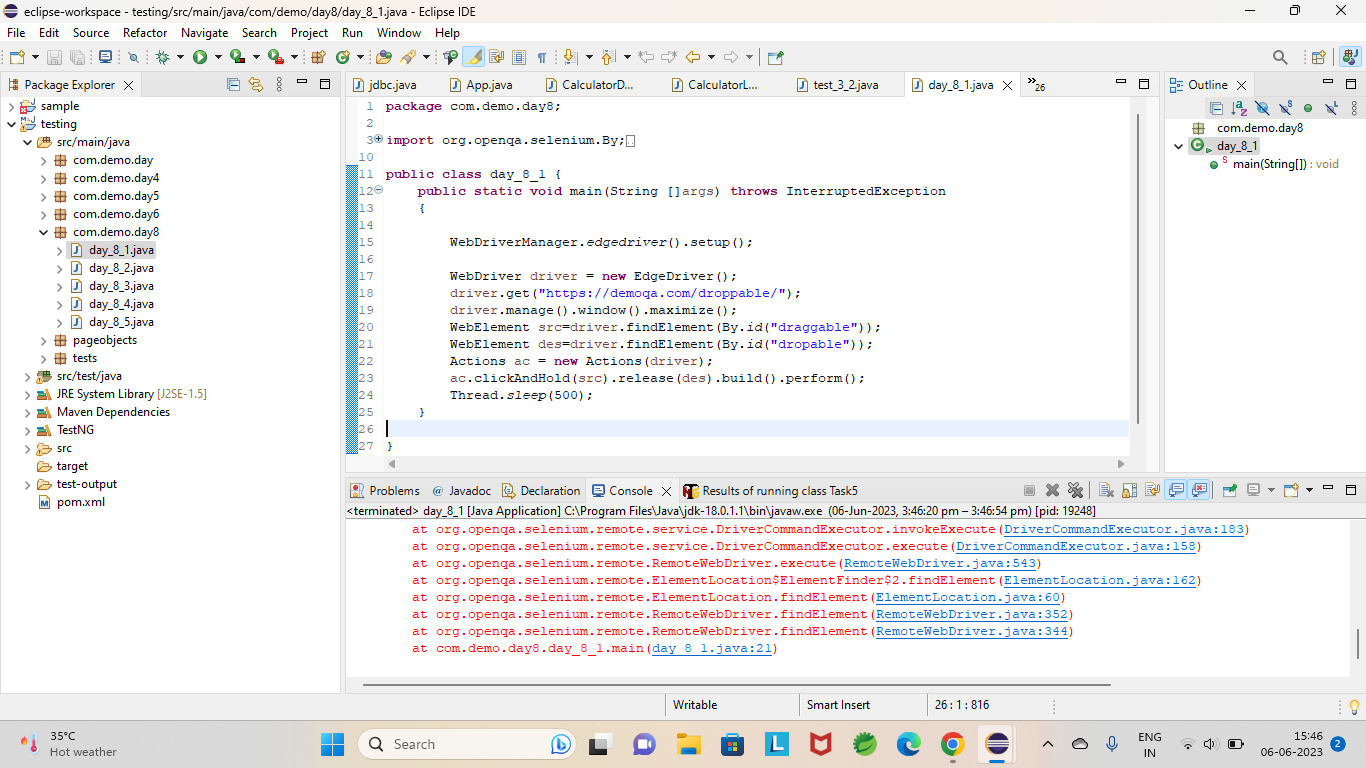 eclipse-workspace - testing/src/main/java/com/demo/day8/day_8_1.java - Eclipse IDE
File Edit Source Refactor Navigate Search Project Run Window Help
Package Explorer
sample
testing
src/main/java
com.demo.day
com.demo.day4
com.demo.day5
com.demo.day6
com.demo.day8
day_8_1.java
day_8_2.java
day_8_3.java
day_8_4.java
day_8_5.java
pageobjects
tests
src/test/java
JRE System Library [J2SE-1.5]
Maven Dependencies
TestNG
src
target
test-output
pom.xml
jdbc.java App.java CalculatorD... CalculatorL... test_3_2.java day_8_1.java »26
1 package com.demo.day8;
2
3 import org.openqa.selenium.By;
10
11 public class day_8_1 {
12 public static void main(String []args) throws InterruptedException
13 {
14
15 WebDriverManager.edgedriver().setup();
16
17 WebDriver driver = new EdgeDriver();
18 driver.get("https://demoqa.com/droppable/");
19 driver.manage().window().maximize();
20 WebElement src=driver.findElement(By.id("draggable"));
21 WebElement des=driver.findElement(By.id("dropable"));
22 Actions ac = new Actions(driver);
23 ac.clickAndHold(src).release(des).build().perform();
24 Thread.sleep(500);
25 }
26
27 }
Outline
com.demo.day8
day_8_1
main(String[]) : void
Problems Javadoc Declaration Console Results of running class Task5
<terminated> day_8_1 [Java Application] C:\Program Files\Java\jdk-18.0.1.1\bin\javaw.exe (06-Jun-2023, 3:46:20 pm – 3:46:54 pm) [pid: 19248]
at org.openqa.selenium.remote.service.DriverCommandExecutor.invokeExecute(DriverCommandExecutor.java:183)
at org.openqa.selenium.remote.service.DriverCommandExecutor.execute(DriverCommandExecutor.java:158)
at org.openqa.selenium.remote.RemoteWebDriver.execute(RemoteWebDriver.java:543)
at org.openqa.selenium.remote.ElementLocation$ElementFinder$2.findElement(ElementLocation.java:162)
at org.openqa.selenium.remote.ElementLocation.findElement(ElementLocation.java:60)
at org.openqa.selenium.remote.RemoteWebDriver.findElement(RemoteWebDriver.java:352)
at org.openqa.selenium.remote.RemoteWebDriver.findElement(RemoteWebDriver.java:344)
at com.demo.day8.day_8_1.main(day_8_1.java:21)
Writable Smart Insert 26 : 1 : 816
35°C
Hot weather
Search
ENG
IN
15:46
06-06-2023
2